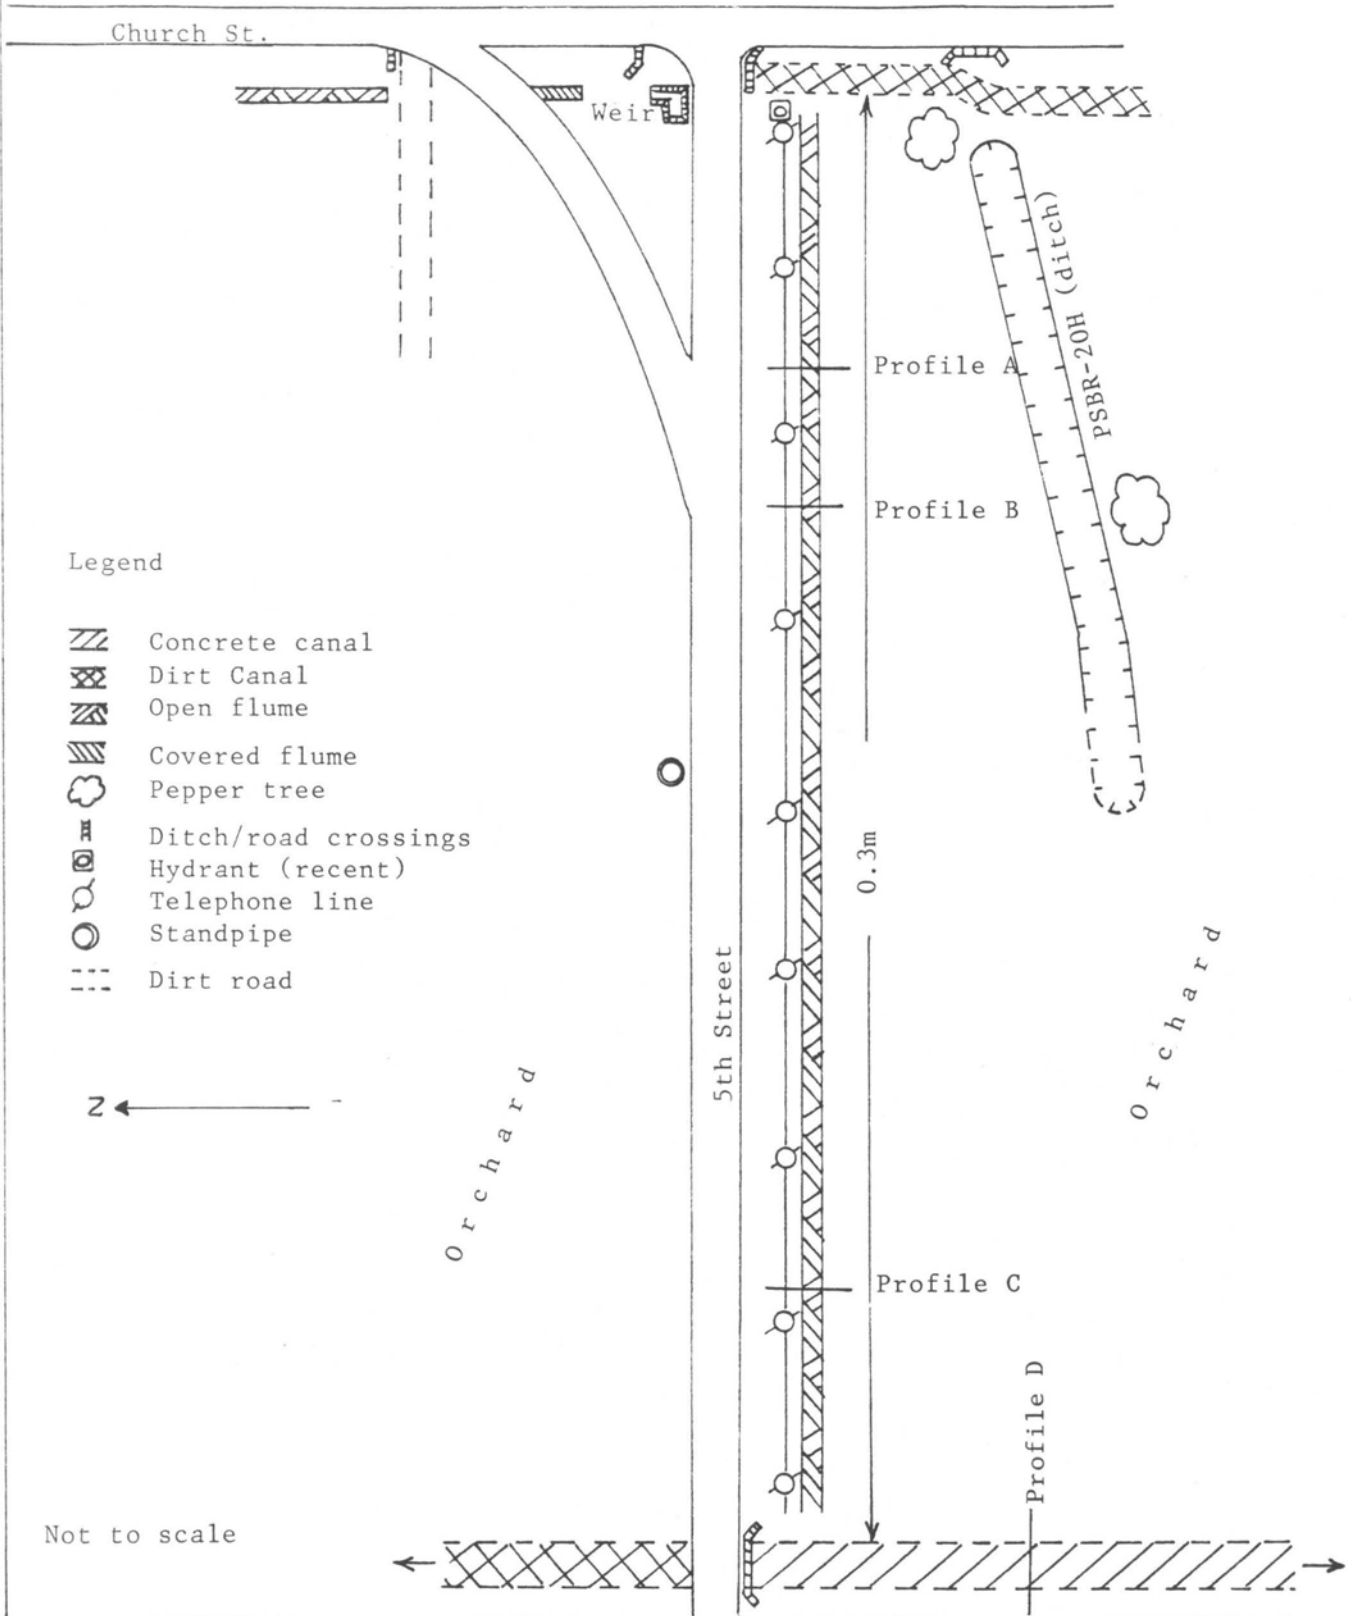 Church St.
Weir
PSBR-20H (ditch)
Profile A
Profile B
Legend
Concrete canal
Dirt Canal
Open flume
Covered flume
Pepper tree
Ditch/road crossings
Hydrant (recent)
Telephone line
Standpipe
Dirt road
0.3m
5th Street
Orchard
Orchard
N
Profile C
Profile D
Not to scale